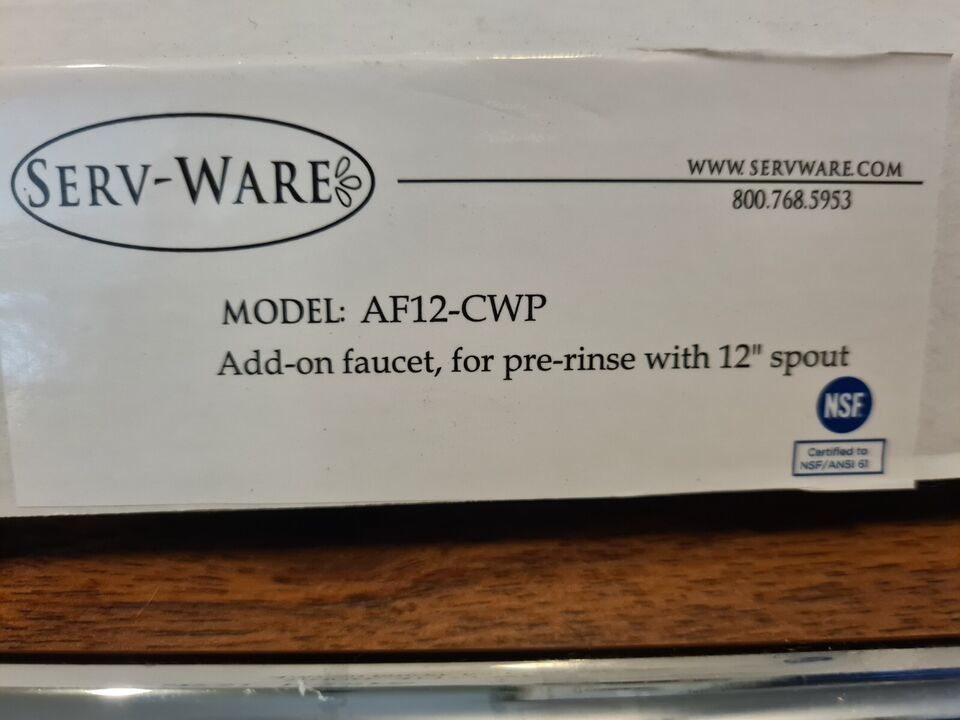 SERV-WARE
WWW.SERVWARE.COM
800.768.5953
MODEL: AF12-CWP
Add-on faucet, for pre-rinse with 12" spout
NSF
Certified to
NSF/ANSI 61